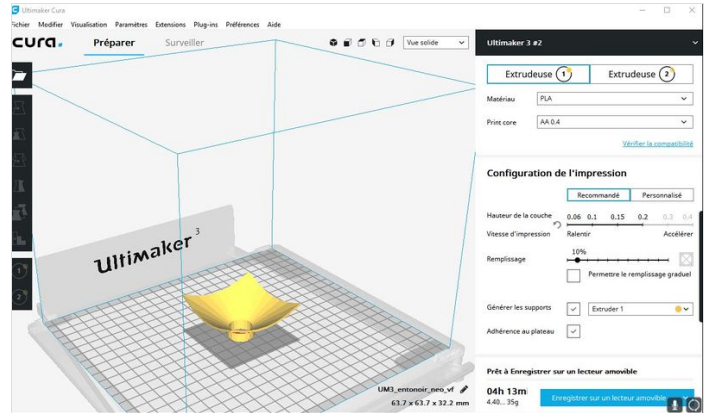 Ultimaker Cura
Fichier Modifier Visualisation Paramètres Extensions Plug-ins Préférences Aide
cura. Préparer Surveiller Vue solide
Ultimaker 3 #2
Extrudeuse 1 Extrudeuse 2
Matériau PLA
Print core AA 0.4
Vérifier la compatibilité
Configuration de l'impression
Recommandé Personnalisé
Hauteur de la couche 0.06 0.1 0.15 0.2 0.3 0.4
Vitesse d'impression Ralentir Accélérer
10%
Remplissage
Permettre le remplissage graduel
Générer les supports Extruder 1
Adhérence au plateau
Prêt à Enregistrer sur un lecteur amovible
04h 13m
4.40... 35g
Enregistrer sur un lecteur amovible
Ultimaker 3
1
2
UM3_entonoir_neo_vf
63.7 x 63.7 x 32.2 mm